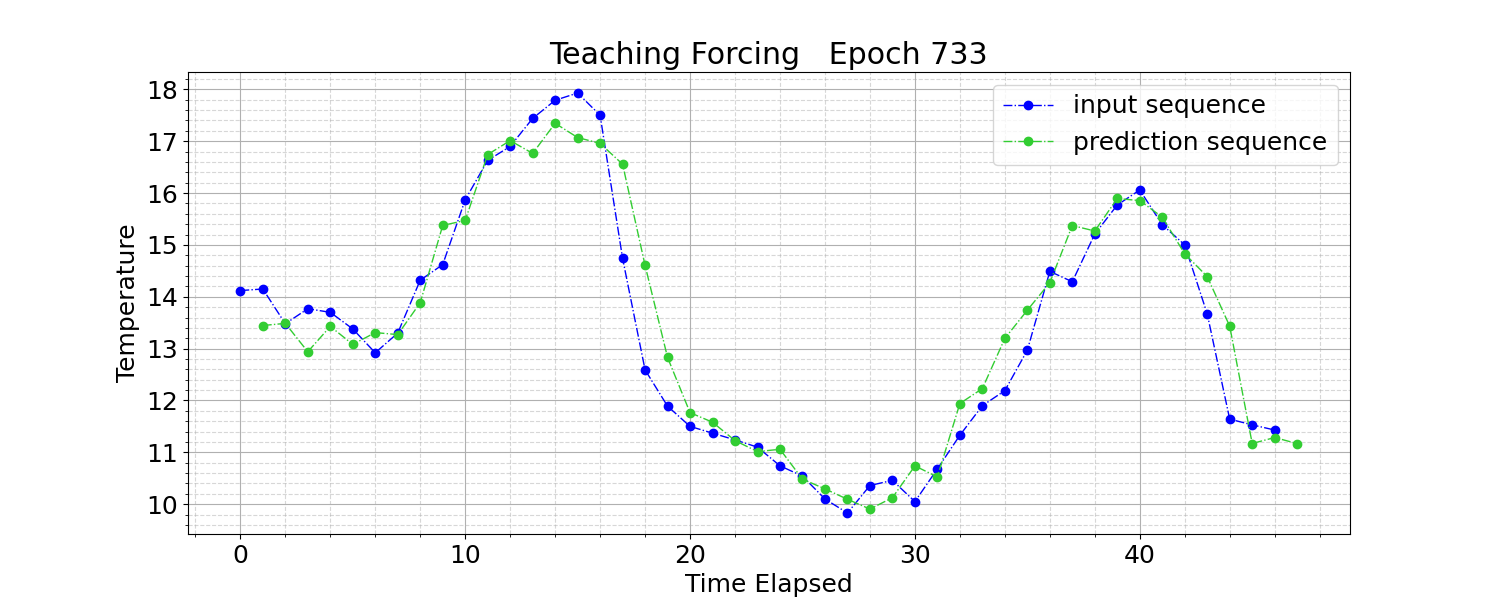 Teaching Forcing   Epoch 733
input sequence
prediction sequence
Temperature
18
17
16
15
14
13
12
11
10
0 10 20 30 40
Time Elapsed